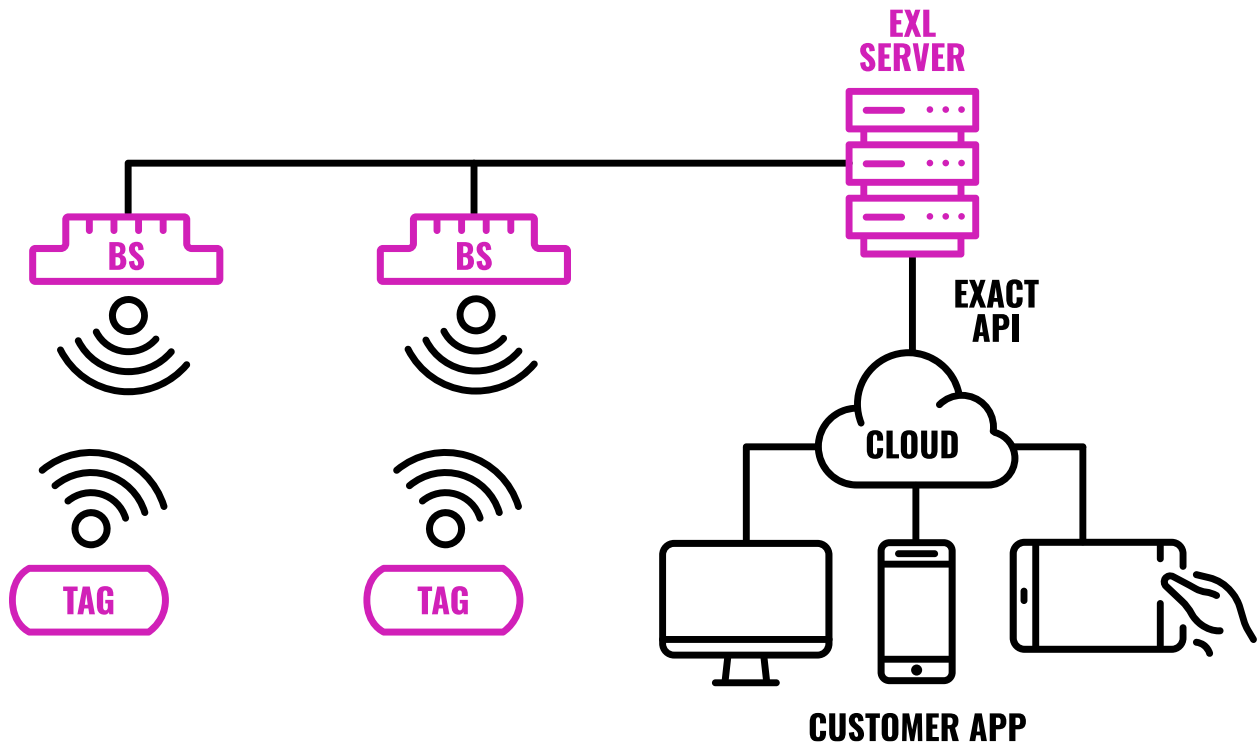 EXL
SERVER
BS
BS
EXACT
API
CLOUD
TAG
TAG
CUSTOMER APP